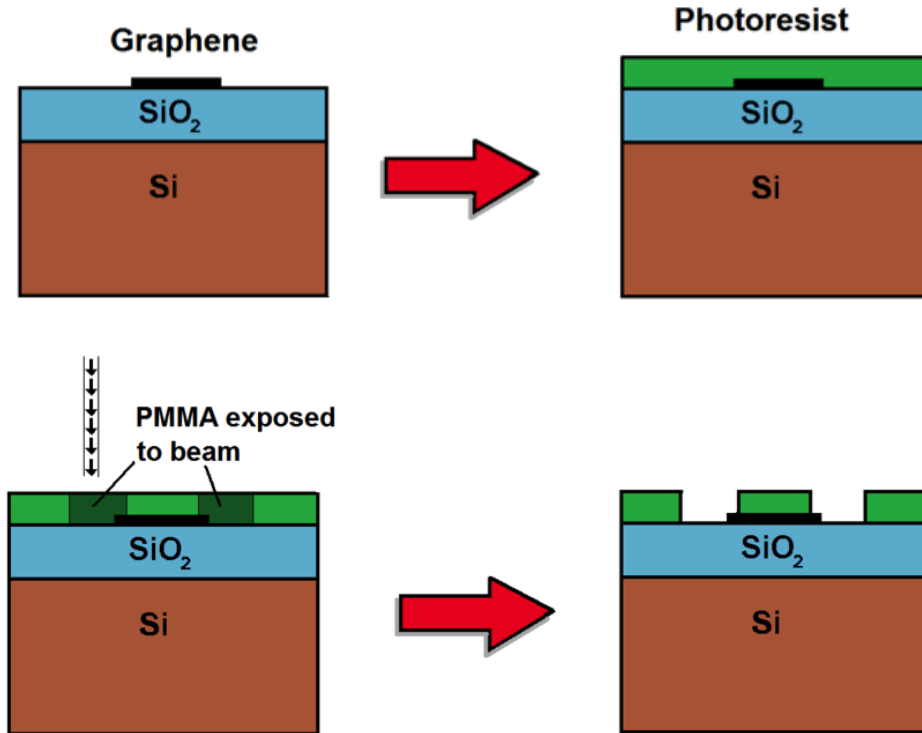 Graphene
Photoresist
SiO₂
SiO₂
Si
Si
PMMA exposed
to beam
SiO₂
SiO₂
Si
Si